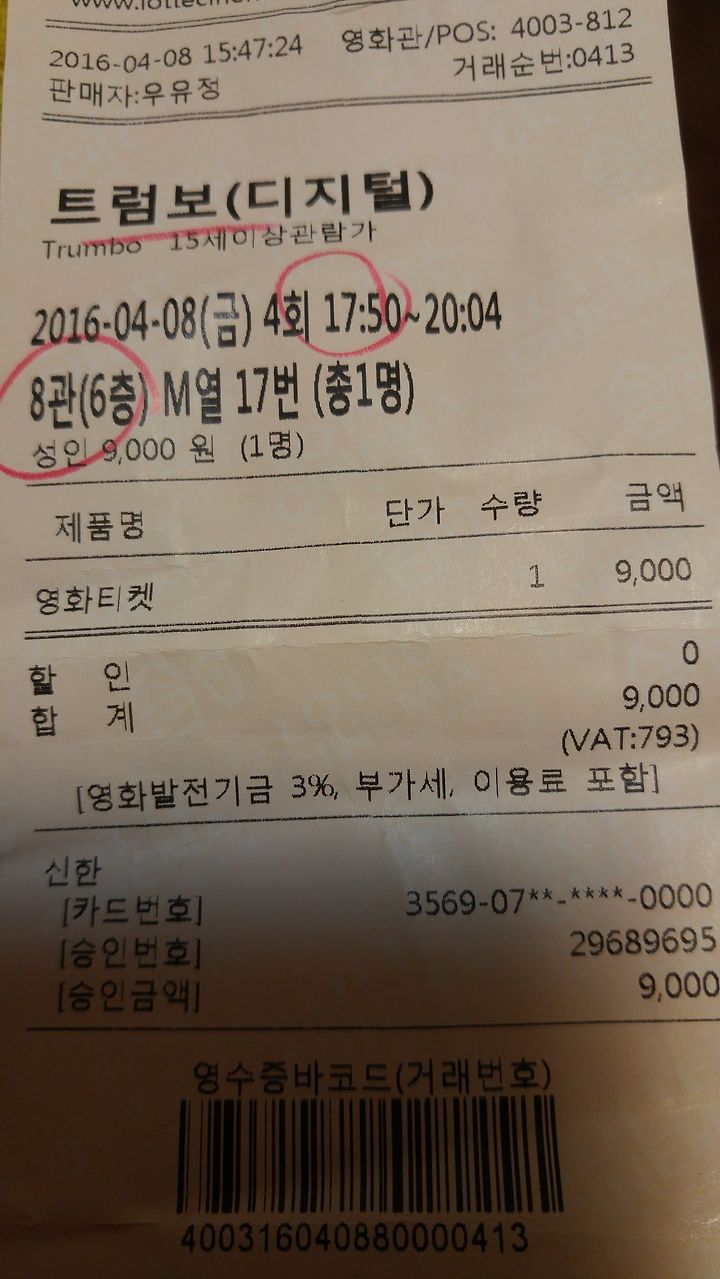 2016-04-08 15:47:24 영화관/POS: 4003-812
판매자:우유정 거래순번:0413
트럼보(디지털)
Trumbo 15세이상관람가
2016-04-08(금) 4회 17:50~20:04
8관(6층) M열 17번 (총1명)
성인 9,000 원 (1명)
제품명 단가 수량 금액
영화티켓 1 9,000
할 인 0
합 계 9,000
(VAT:793)
[영화발전기금 3%, 부가세, 이용료 포함]
신한
[카드번호] 3569-07**-****-0000
[승인번호] 29689695
[승인금액] 9,000
영수증바코드(거래번호)
400316040880000413